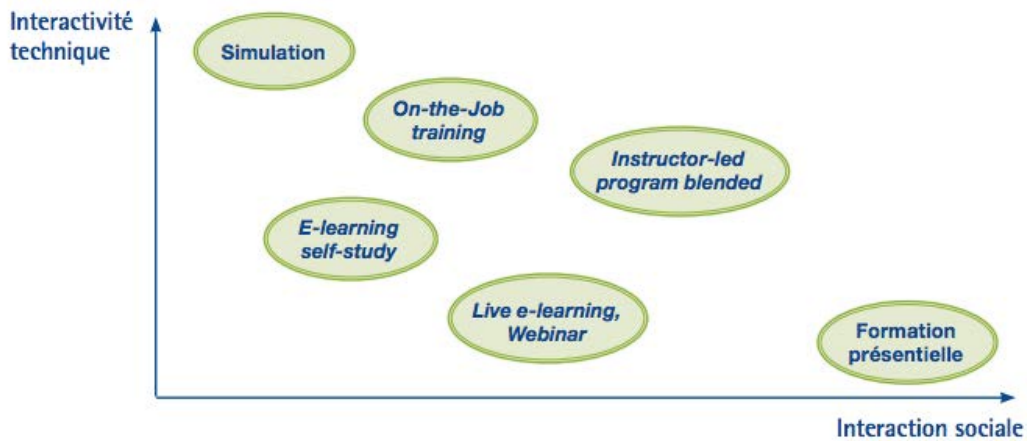 Interactivité
technique
Simulation
On-the-Job
training
Instructor-led
program blended
E-learning
self-study
Live e-learning,
Webinar
Formation
présentielle
Interaction sociale